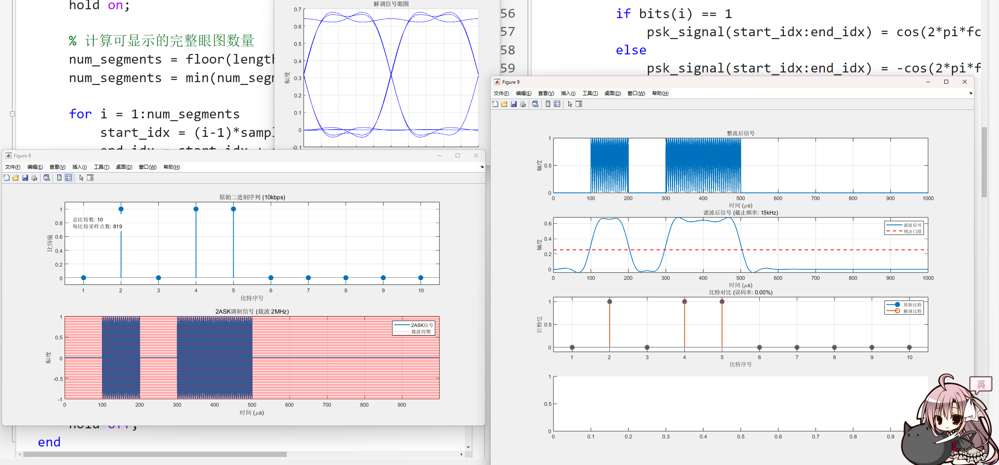 hold on;
% 计算可显示的完整眼图数量
num_segments = floor(length
num_segments = min(num_segm
for i = 1:num_segments
start_idx = (i-1)*sampl
解调信号眼图
0.7
0.6
0.5
0.4
0.3
0.2
0.1
0
-0.1
幅度
56
57
58
59
if bits(i) == 1
psk_signal(start_idx:end_idx) = cos(2*pi*fc
else
psk_signal(start_idx:end_idx) = -cos(2*pi*f
Figure 8
文件(F) 编辑(E) 查看(V) 插入(I) 工具(T) 桌面(D) 窗口(W) 帮助(H)
原始二进制序列 (10kbps)
总比特数: 10
每比特采样点数: 819
1
0.8
0.6
0.4
0.2
0
比特值
1 2 3 4 5 6 7 8 9 10
比特序号
2ASK调制信号 (载波 2MHz)
2ASK信号
载波周期
1
0.5
0
-0.5
-1
幅度
0 100 200 300 400 500 600 700 800 900
时间 (μs)
hold off;
end
Figure 9
文件(F) 编辑(E) 查看(V) 插入(I) 工具(T) 桌面(D) 窗口(W) 帮助(H)
整流后信号
1
0.5
0
幅度
0 100 200 300 400 500 600 700 800 900 1000
时间 (μs)
滤波后信号 (截止频率: 15kHz)
滤波信号
判决门限
0.6
0.4
0.2
0
幅度
0 100 200 300 400 500 600 700 800 900 1000
时间 (μs)
比特对比 (误码率: 0.00%)
原始比特
解调比特
1
0.5
0
比特值
1 2 3 4 5 6 7 8 9 10
比特序号
1
0.5
0
0 0.1 0.2 0.3 0.4 0.5 0.6 0.7 0.8 0.9
英